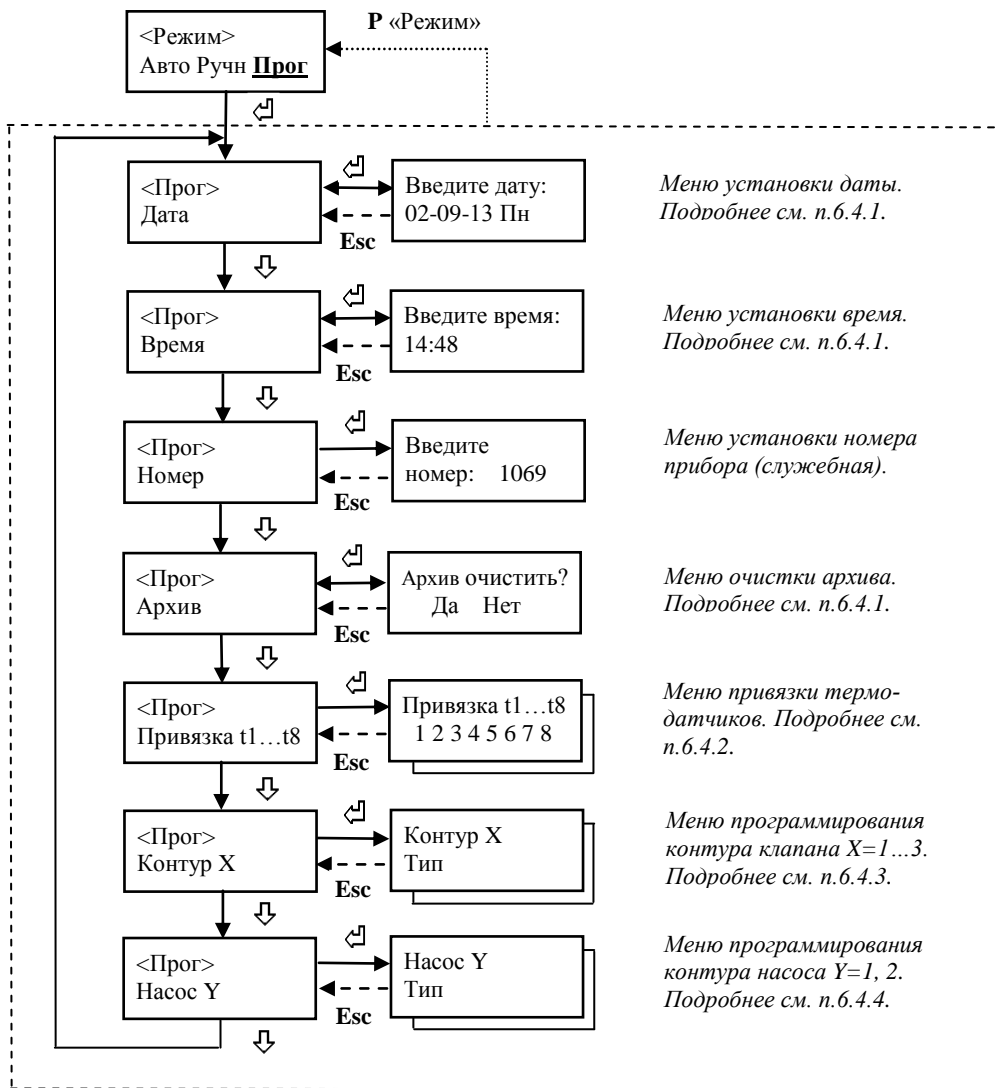 Р «Режим»
<Режим>
Авто Ручн Прог
<Прог>
Дата
Введите дату:
02-09-13 Пн
Esc
Меню установки даты.
Подробнее см. п.6.4.1.
<Прог>
Время
Введите время:
14:48
Esc
Меню установки время.
Подробнее см. п.6.4.1.
<Прог>
Номер
Введите
номер: 1069
Esc
Меню установки номера
прибора (служебная).
<Прог>
Архив
Архив очистить?
Да Нет
Esc
Меню очистки архива.
Подробнее см. п.6.4.1.
<Прог>
Привязка t1…t8
Привязка t1…t8
1 2 3 4 5 6 7 8
Esc
Меню привязки термо-
датчиков. Подробнее см.
п.6.4.2.
<Прог>
Контур X
Контур X
Тип
Esc
Меню программирования
контура клапана X=1…3.
Подробнее см. п.6.4.3.
<Прог>
Насос Y
Насос Y
Тип
Esc
Меню программирования
контура насоса Y=1, 2.
Подробнее см. п.6.4.4.